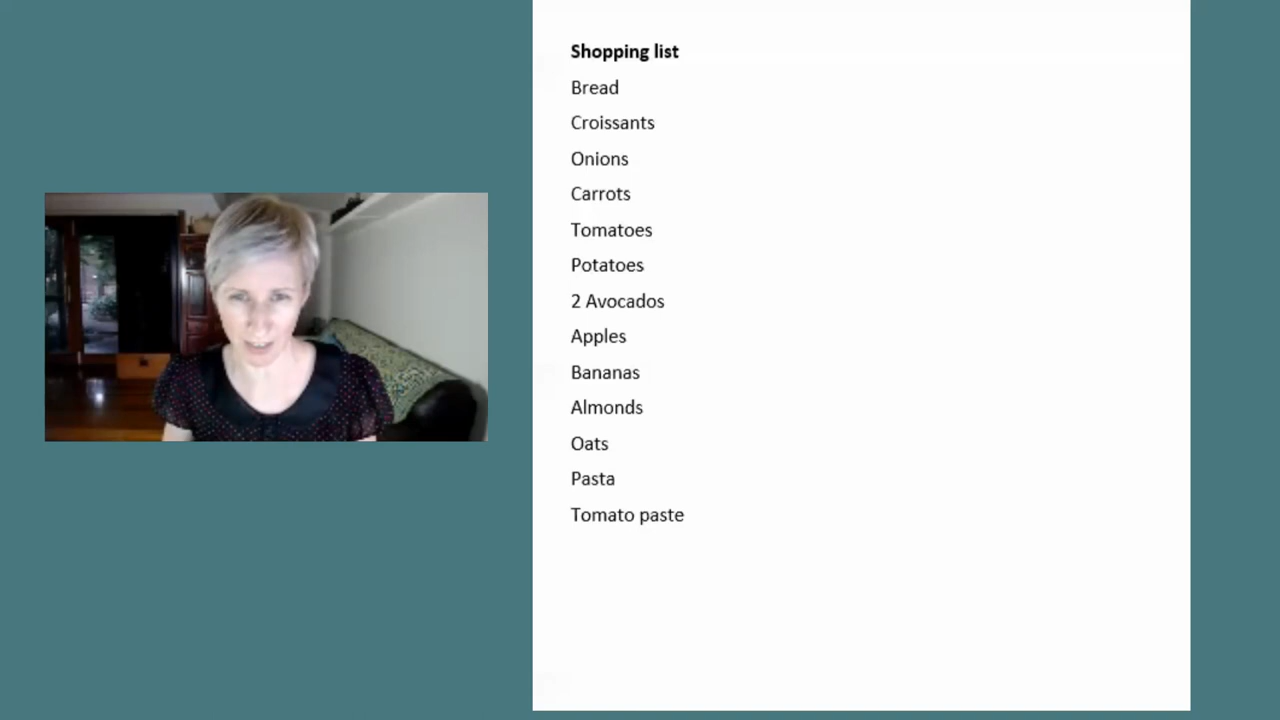 Shopping list
Bread
Croissants
Onions
Carrots
Tomatoes
Potatoes
2 Avocados
Apples
Bananas
Almonds
Oats
Pasta
Tomato paste